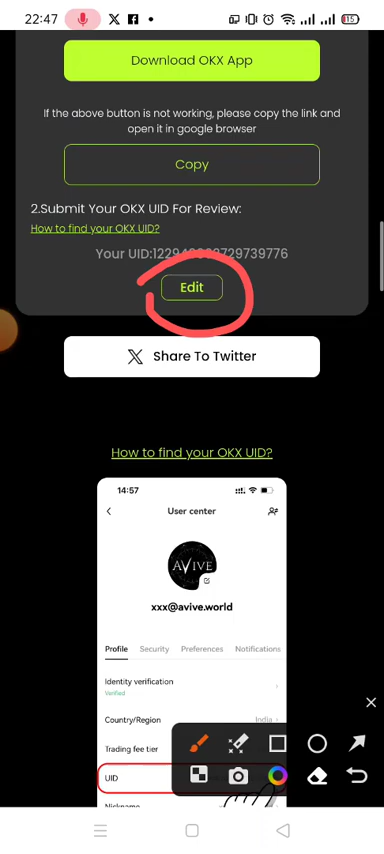 22:47
15
Download OKX App
If the above button is not working, please copy the link and
open it in google browser
Copy
2.Submit Your OKX UID For Review:
How to find your OKX UID?
Your UID:
Edit
Share To Twitter
How to find your OKX UID?
14:57
User center
AVIVE
xxx@avive.world
Profile Security Preferences Notifications
Identity verification
Verified
Country/Region India
Trading fee tier
UID
Nickname